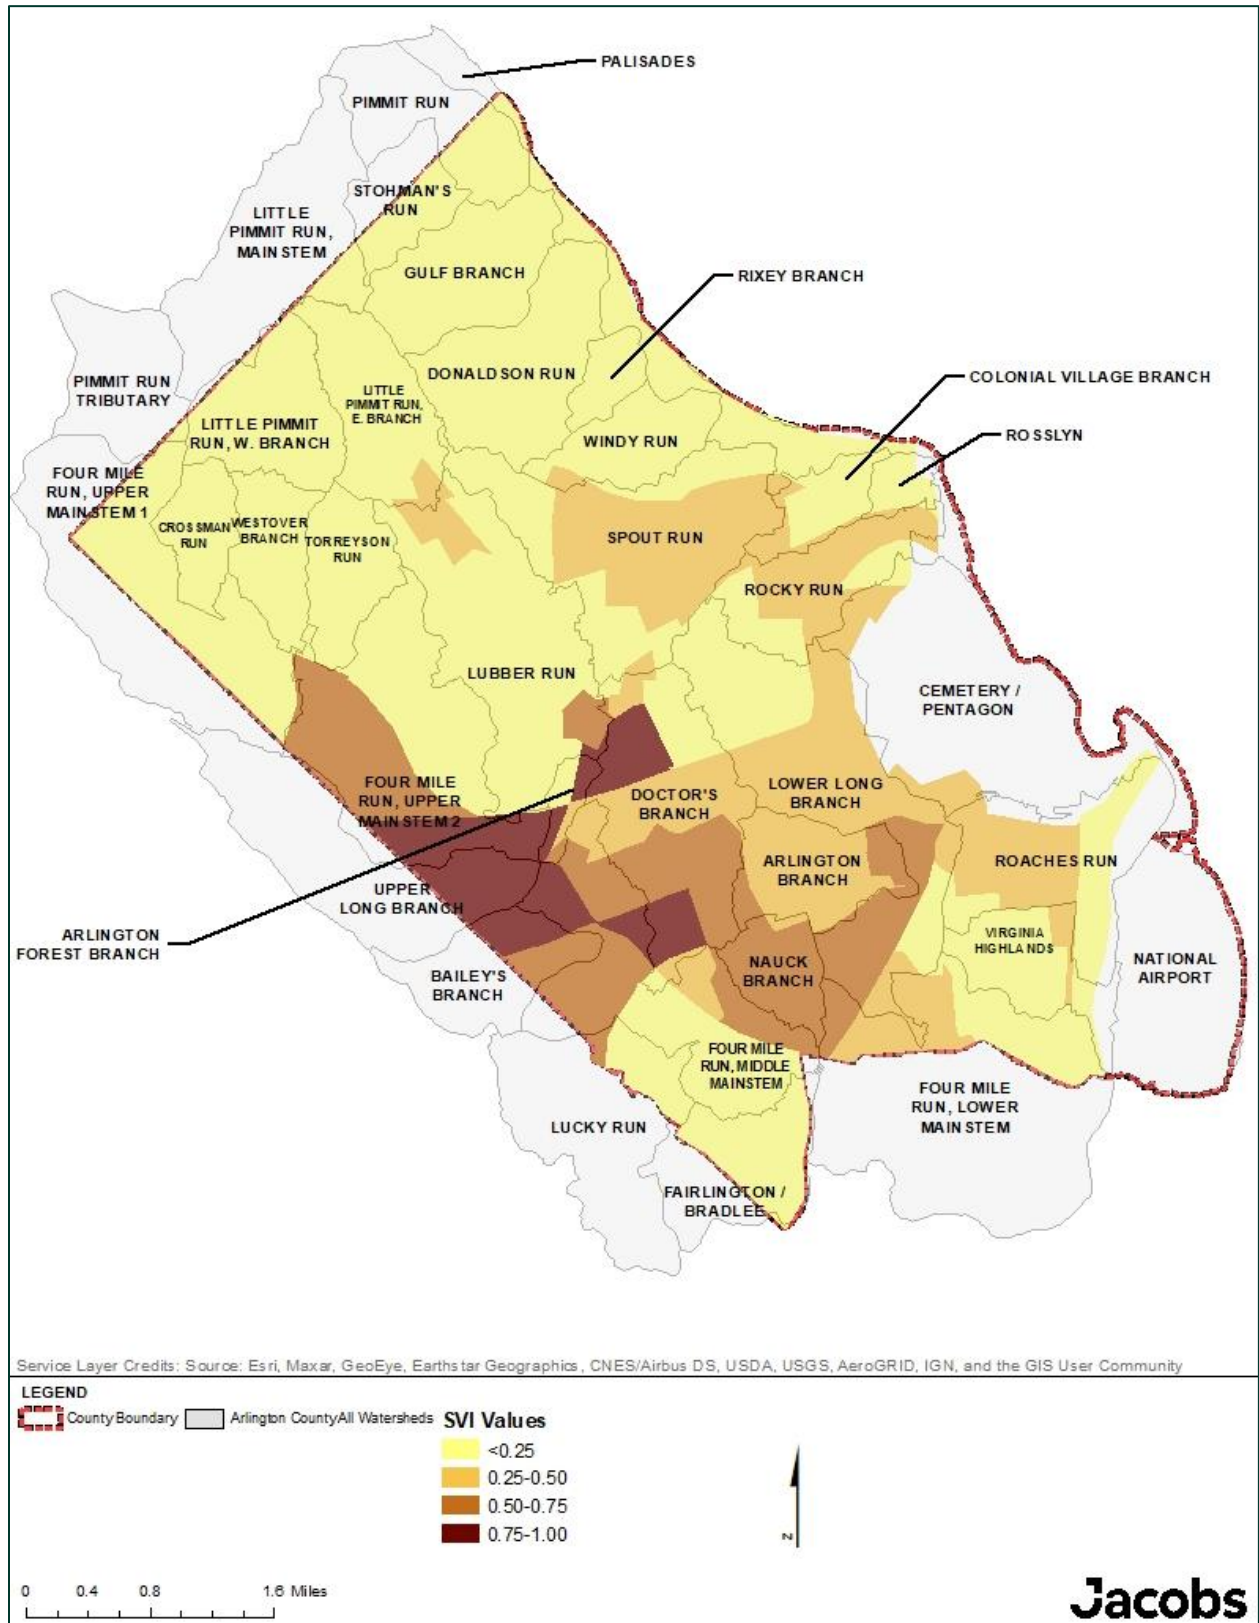 PALISADES
PIMMIT RUN
STOHMAN'S
RUN
LITTLE
PIMMIT RUN,
MAINSTEM
GULF BRANCH
RIXEY BRANCH
PIMMIT RUN
TRIBUTARY
DONALDSON RUN
COLONIAL VILLAGE BRANCH
LITTLE
PIMMIT RUN,
E. BRANCH
LITTLE PIMMIT
RUN, W. BRANCH
WINDY RUN
ROSSLYN
FOUR MILE
RUN, UPPER
MAINSTEM 1
CROSSMAN
RUN
WESTOVER
BRANCH
TORREYSON
RUN
SPOUT RUN
ROCKY RUN
LUBBER RUN
CEMETERY /
PENTAGON
FOUR MILE
RUN, UPPER
MAINSTEM 2
DOCTOR'S
BRANCH
LOWER LONG
BRANCH
ARLINGTON
BRANCH
ROACHES RUN
UPPER
LONG BRANCH
ARLINGTON
FOREST BRANCH
VIRGINIA
HIGHLANDS
NATIONAL
AIRPORT
BAILEY'S
BRANCH
NAUCK
BRANCH
FOUR MILE
RUN, MIDDLE
MAINSTEM
FOUR MILE
RUN, LOWER
MAINSTEM
LUCKY RUN
FAIRLINGTON /
BRADLEE
Service Layer Credits: Source: Esri, Maxar, GeoEye, Earthstar Geographics, CNES/Airbus DS, USDA, USGS, AeroGRID, IGN, and the GIS User Community
LEGEND
County Boundary Arlington County All Watersheds SVI Values
<0.25
0.25-0.50
0.50-0.75
0.75-1.00
N
0 0.4 0.8 1.6 Miles
Jacobs